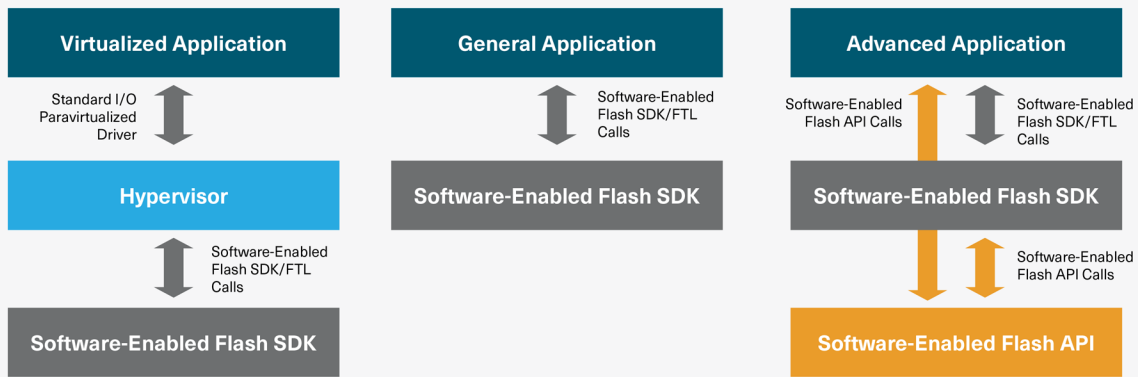 Virtualized Application
Standard I/O
Paravirtualized
Driver
Hypervisor
Software-Enabled
Flash SDK/FTL
Calls
Software-Enabled Flash SDK
General Application
Software-Enabled
Flash SDK/FTL
Calls
Software-Enabled Flash SDK
Advanced Application
Software-Enabled
Flash API Calls
Software-Enabled
Flash SDK/FTL
Calls
Software-Enabled Flash SDK
Software-Enabled
Flash API Calls
Software-Enabled Flash API